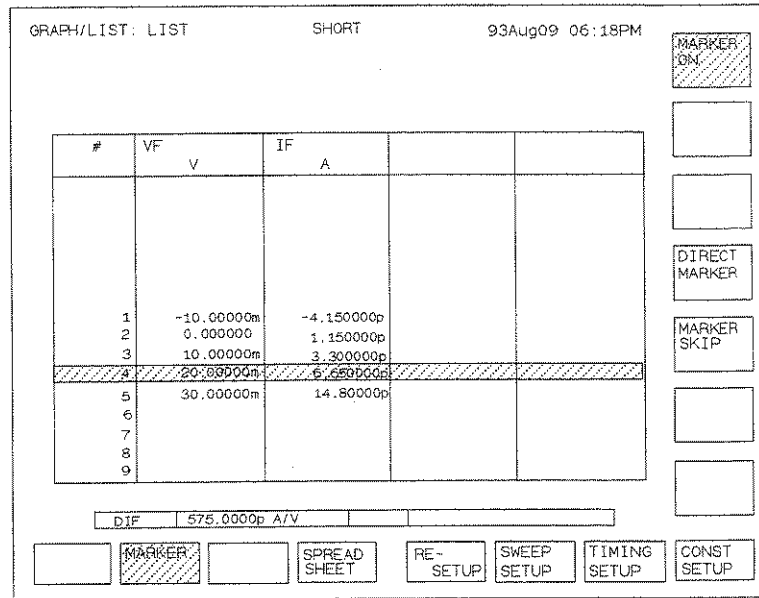 GRAPH/LIST: LIST SHORT 93Aug09 06:18PM
MARKER ON
# VF IF
V A
DIRECT MARKER
MARKER SKIP
1 -10.00000m -4.150000p
2 0.000000 1.150000p
3 10.00000m 3.300000p
4 20.00000m 6.650000p
5 30.00000m 14.80000p
6
7
8
9
DIF 575.0000p A/V
MARKER
SPREAD SHEET
RE-SETUP
SWEEP SETUP
TIMING SETUP
CONST SETUP